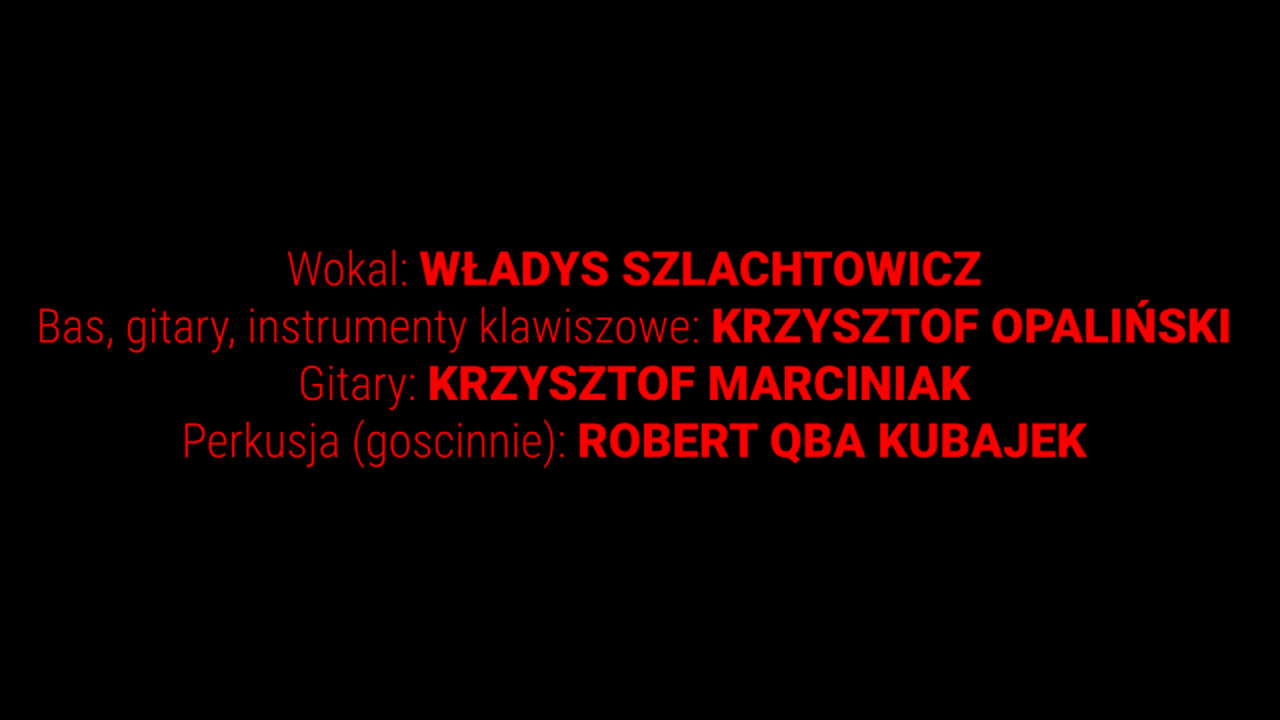 Wokal: WŁADYS SZLACHTOWICZ
Bas, gitary, instrumenty klawiszowe: KRZYSZTOF OPALIŃSKI
Gitary: KRZYSZTOF MARCINIAK
Perkusja (goscinnie): ROBERT QBA KUBAJEK